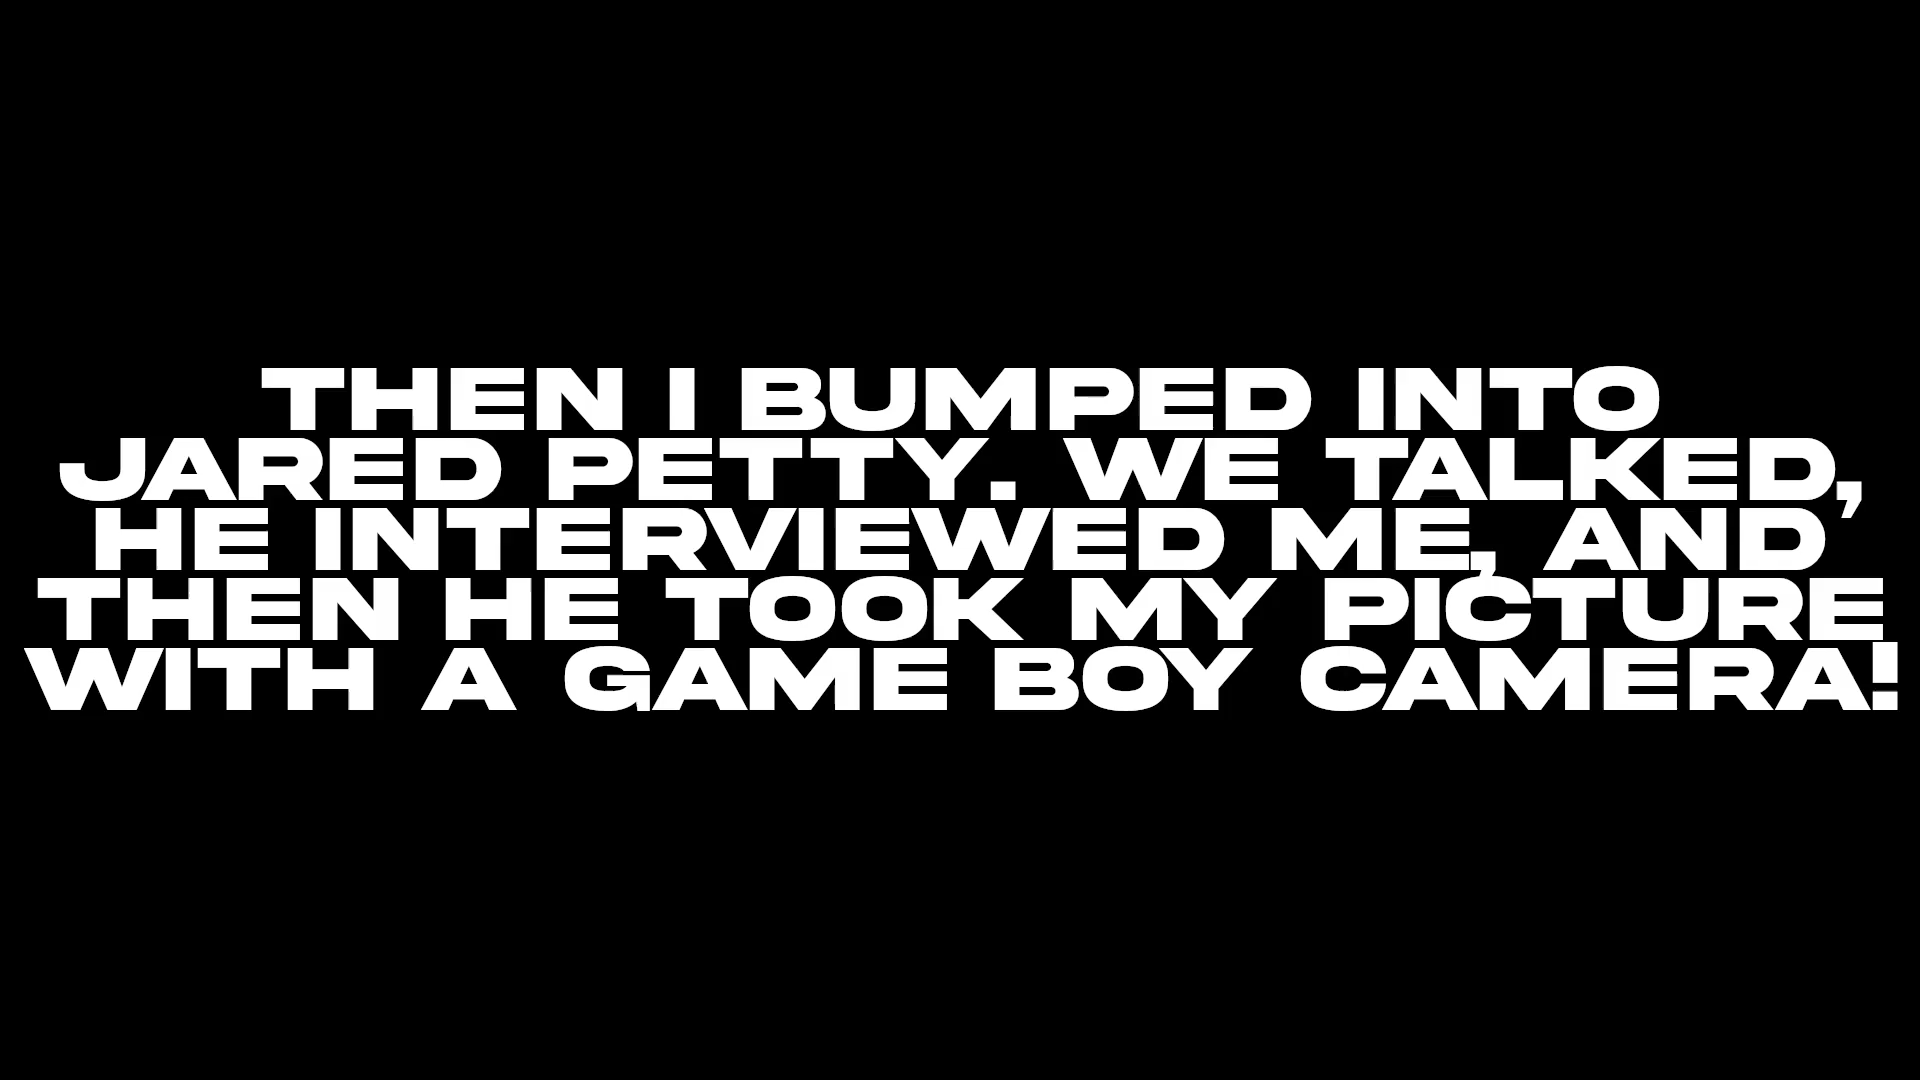 THEN I BUMPED INTO
JARED PETTY. WE TALKED,
HE INTERVIEWED ME, AND
THEN HE TOOK MY PICTURE
WITH A GAME BOY CAMERA!